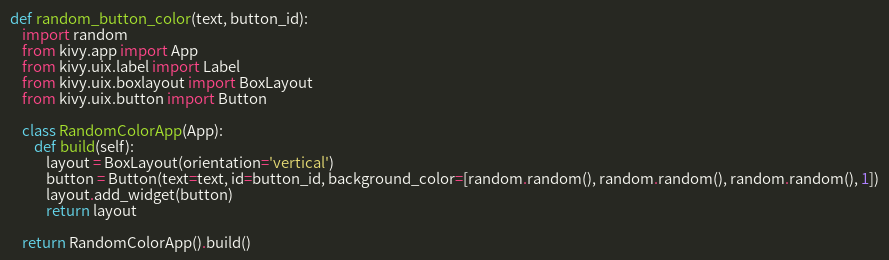 def random_button_color(text, button_id):
    import random
    from kivy.app import App
    from kivy.uix.label import Label
    from kivy.uix.boxlayout import BoxLayout
    from kivy.uix.button import Button

    class RandomColorApp(App):
        def build(self):
            layout = BoxLayout(orientation='vertical')
            button = Button(text=text, id=button_id, background_color=[random.random(), random.random(), random.random(), 1])
            layout.add_widget(button)
            return layout

    return RandomColorApp().build()